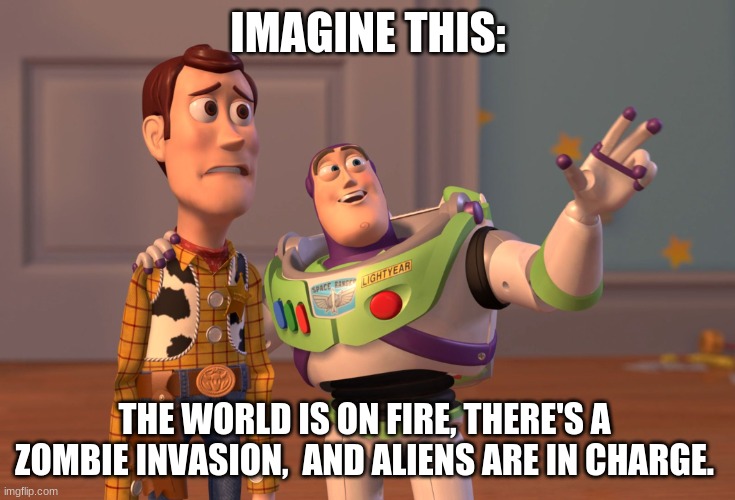 IMAGINE THIS:
SPACE RANGER
LIGHTYEAR
THE WORLD IS ON FIRE, THERE'S A
ZOMBIE INVASION, AND ALIENS ARE IN CHARGE.
imgflip.com